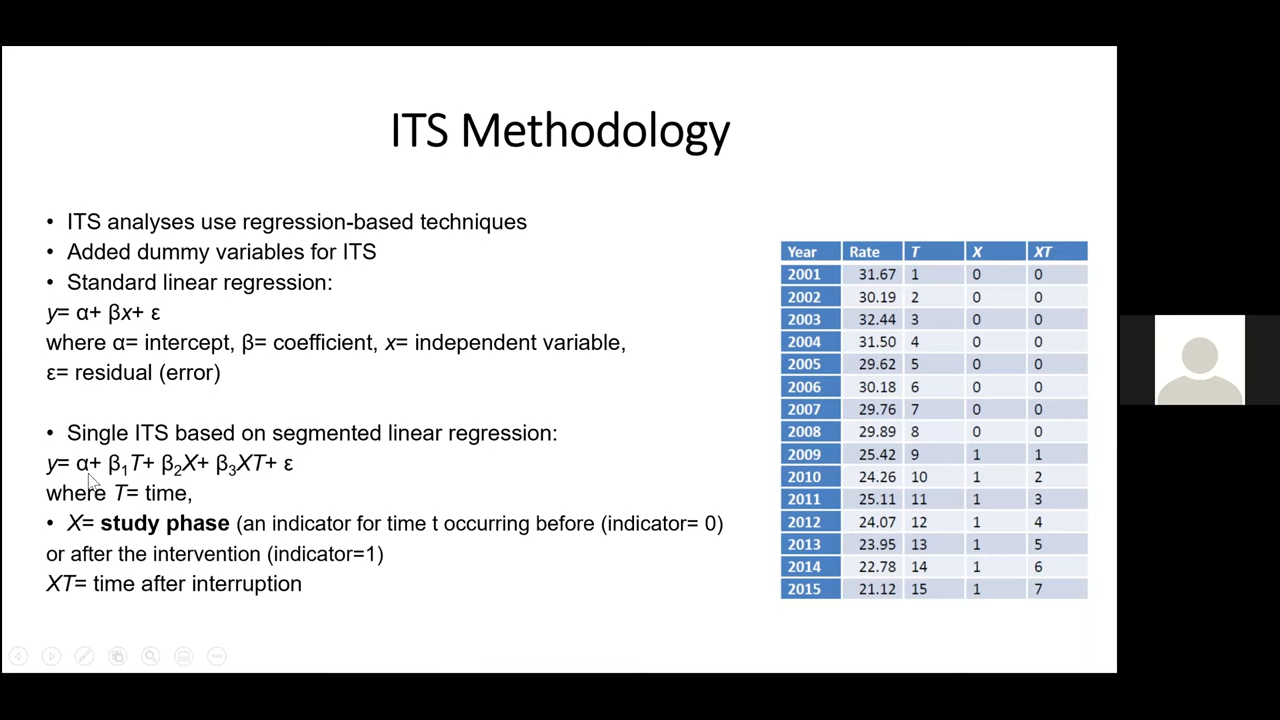 ITS Methodology
• ITS analyses use regression-based techniques
• Added dummy variables for ITS
• Standard linear regression:
y= α+ βx+ ε
where α= intercept, β= coefficient, x= independent variable,
ε= residual (error)
• Single ITS based on segmented linear regression:
y= α+ β₁T+ β₂X+ β₃XT+ ε
where T= time,
• X= study phase (an indicator for time t occurring before (indicator= 0)
or after the intervention (indicator=1)
XT= time after interruption
Year Rate T X XT
2001 31.67 1 0 0
2002 30.19 2 0 0
2003 32.44 3 0 0
2004 31.50 4 0 0
2005 29.62 5 0 0
2006 30.18 6 0 0
2007 29.76 7 0 0
2008 29.89 8 0 0
2009 25.42 9 1 1
2010 24.26 10 1 2
2011 25.11 11 1 3
2012 24.07 12 1 4
2013 23.95 13 1 5
2014 22.78 14 1 6
2015 21.12 15 1 7